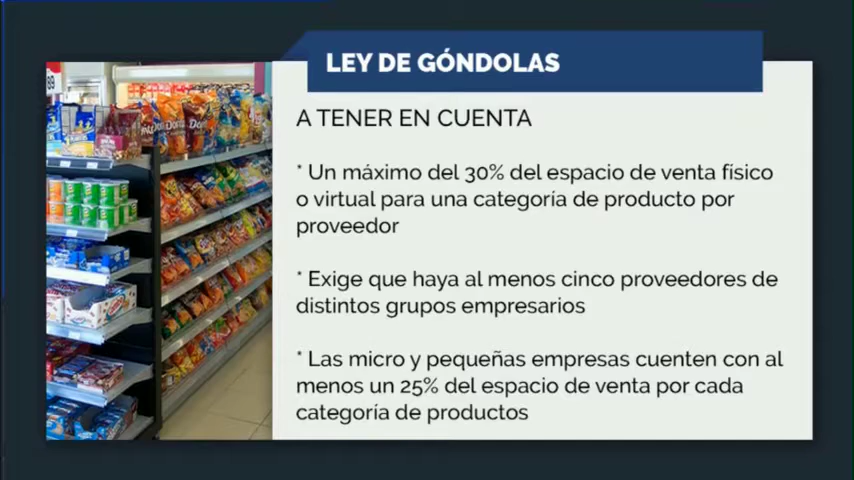 LEY DE GÓNDOLAS
A TENER EN CUENTA
* Un máximo del 30% del espacio de venta físico
o virtual para una categoría de producto por
proveedor
* Exige que haya al menos cinco proveedores de
distintos grupos empresarios
* Las micro y pequeñas empresas cuenten con al
menos un 25% del espacio de venta por cada
categoría de productos
89